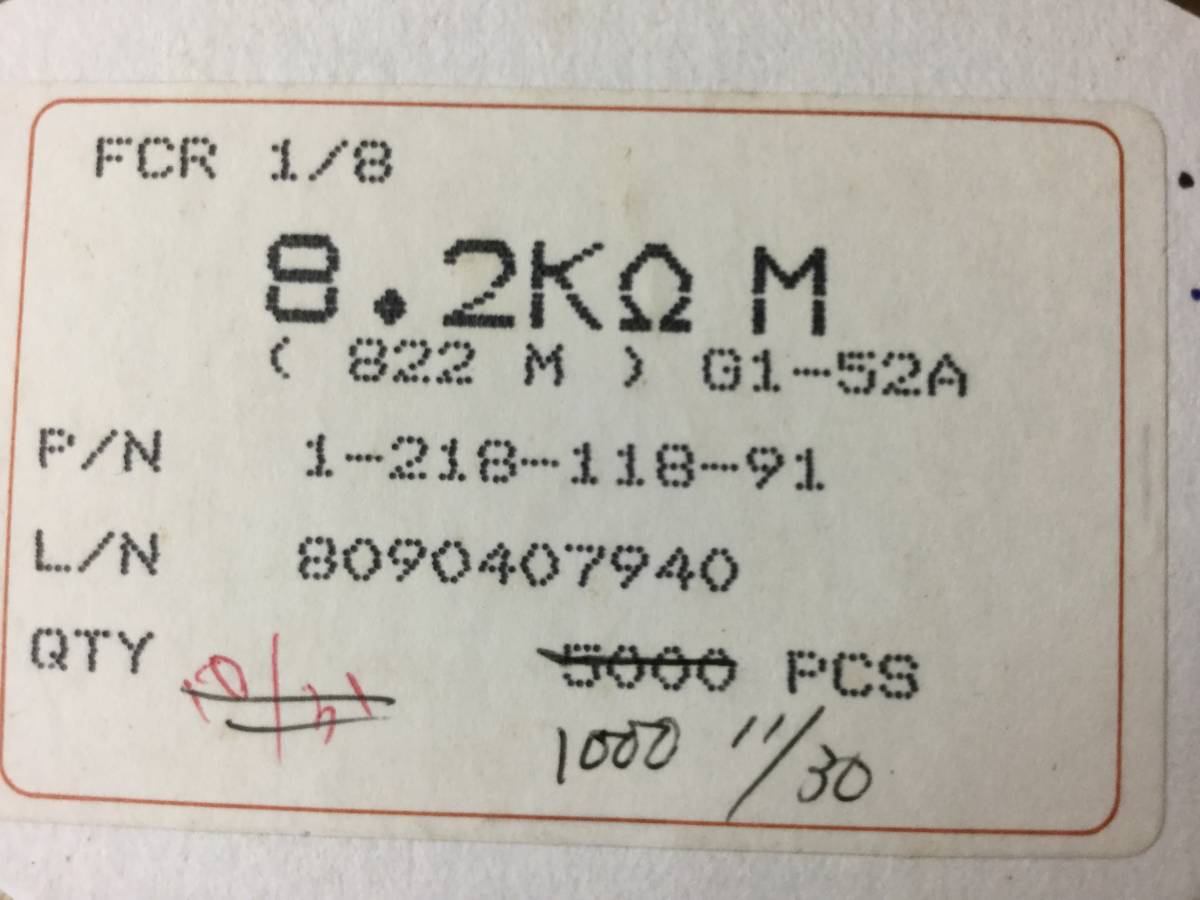 FCR 1/8
8.2KΩ M
( 822 M ) G1-52A
P/N 1-218-118-91
L/N 8090407940
QTY 5000 PCS
1000 11/30